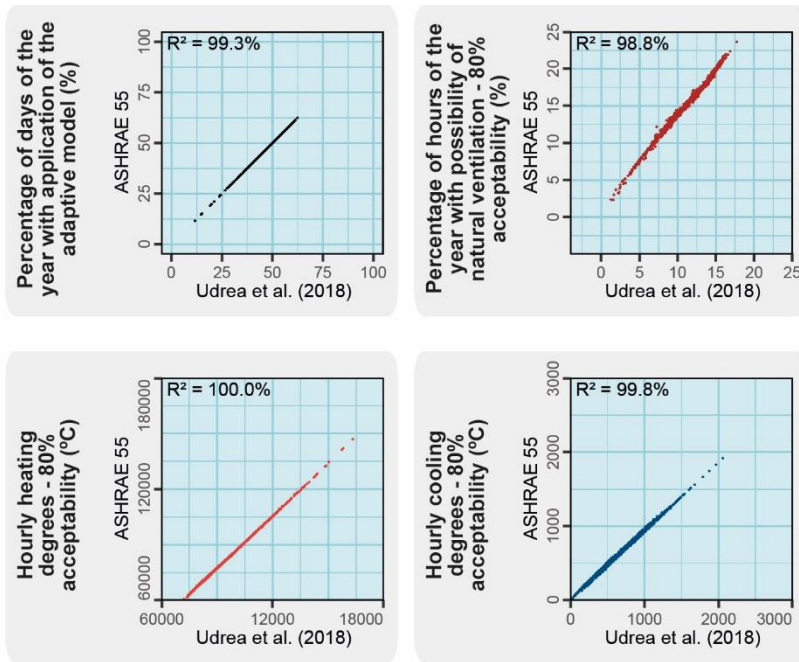 Percentage of days of the
year with application of the
adaptive model (%)
ASHRAE 55
100
75
50
25
0
R² = 99.3%
0 25 50 75 100
Udrea et al. (2018)
Percentage of hours of the
year with possibility of
natural ventilation - 80%
acceptability (%)
ASHRAE 55
25
20
15
10
5
0
R² = 98.8%
0 5 10 15 20 25
Udrea et al. (2018)
Hourly heating
degrees - 80%
acceptability (ºC)
ASHRAE 55
180000
120000
60000
R² = 100.0%
60000 12000 18000
Udrea et al. (2018)
Hourly cooling
degrees - 80%
acceptability (ºC)
ASHRAE 55
3000
2000
1000
0
R² = 99.8%
0 1000 2000 3000
Udrea et al. (2018)